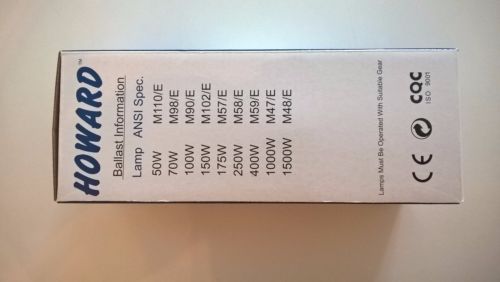 HOWARD™
Ballast Information
Lamp ANSI Spec.
50W M110/E
70W M98/E
100W M90/E
150W M102/E
175W M57/E
250W M58/E
400W M59/E
1000W M47/E
1500W M48/E
Lamps Must Be Operated With Suitable Gear
CE CQC
ISO 9001